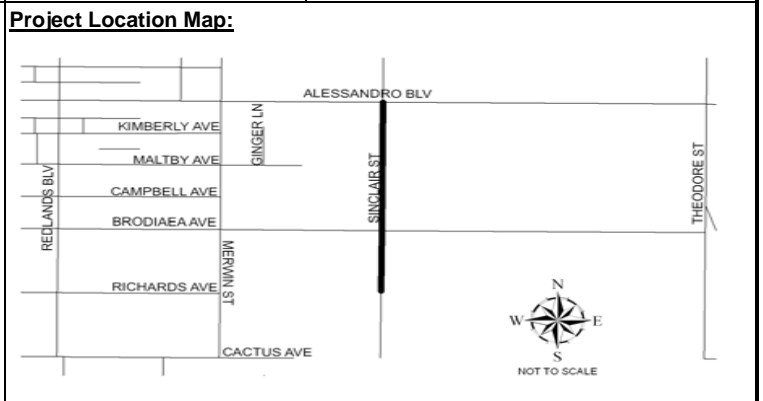 Project Location Map:
ALESSANDRO BLV
KIMBERLY AVE
GINGER LN
MALTBY AVE
SINCLAIR ST
THEODORE ST
REDLANDS BLV
CAMPBELL AVE
BRODIAEA AVE
MERWIN ST
RICHARDS AVE
N
W
E
S
CACTUS AVE
NOT TO SCALE